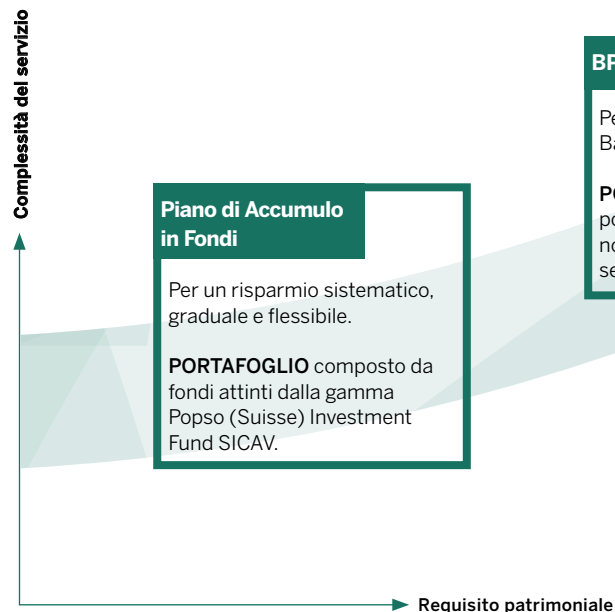 Complessità del servizio
Piano di Accumulo
in Fondi
Per un risparmio sistematico,
graduale e flessibile.
PORTAFOGLIO composto da
fondi attinti dalla gamma
Popso (Suisse) Investment
Fund SICAV.
Requisito patrimoniale